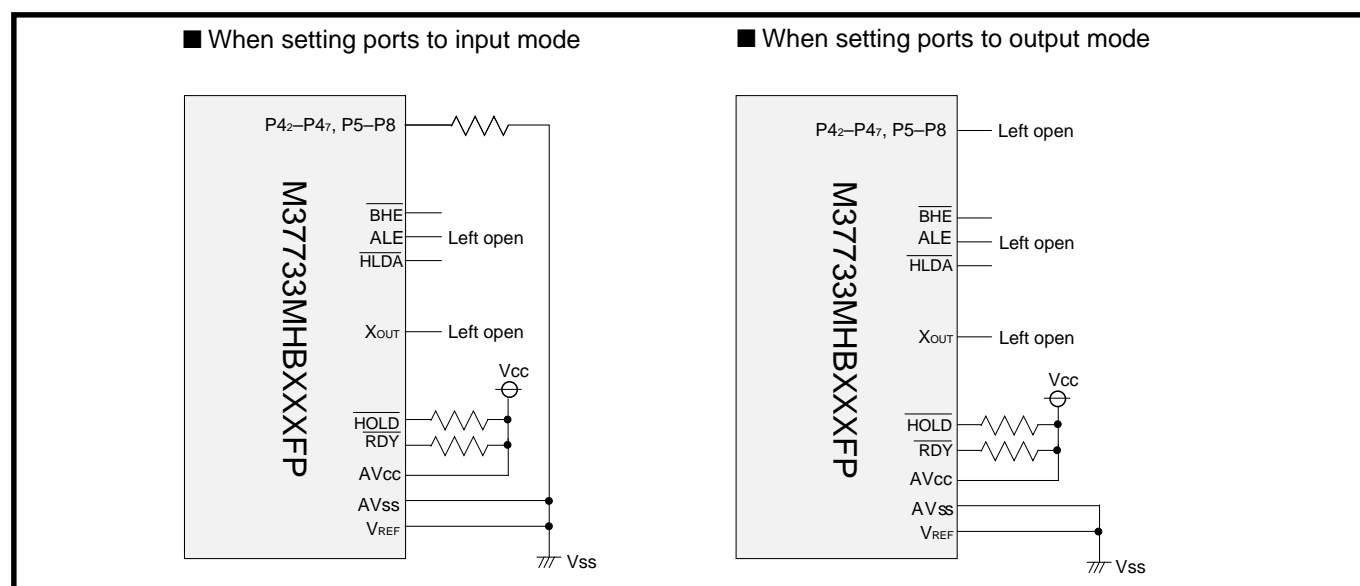 ■ When setting ports to input mode
P42–P47, P5–P8
M37733MHBXXXFP
BHE
ALE
Left open
HLDA
XOUT
Left open
Vcc
HOLD
RDY
AVcc
AVss
VREF
Vss
■ When setting ports to output mode
P42–P47, P5–P8
Left open
M37733MHBXXXFP
BHE
ALE
Left open
HLDA
XOUT
Left open
Vcc
HOLD
RDY
AVcc
AVss
VREF
Vss